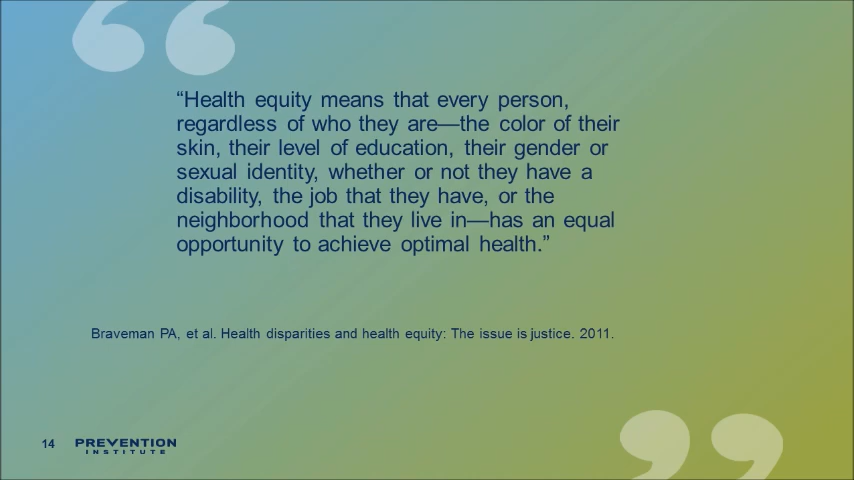 “Health equity means that every person,
regardless of who they are—the color of their
skin, their level of education, their gender or
sexual identity, whether or not they have a
disability, the job that they have, or the
neighborhood that they live in—has an equal
opportunity to achieve optimal health.”
Braveman PA, et al. Health disparities and health equity: The issue is justice. 2011.
14
PREVENTION
INSTITUTE